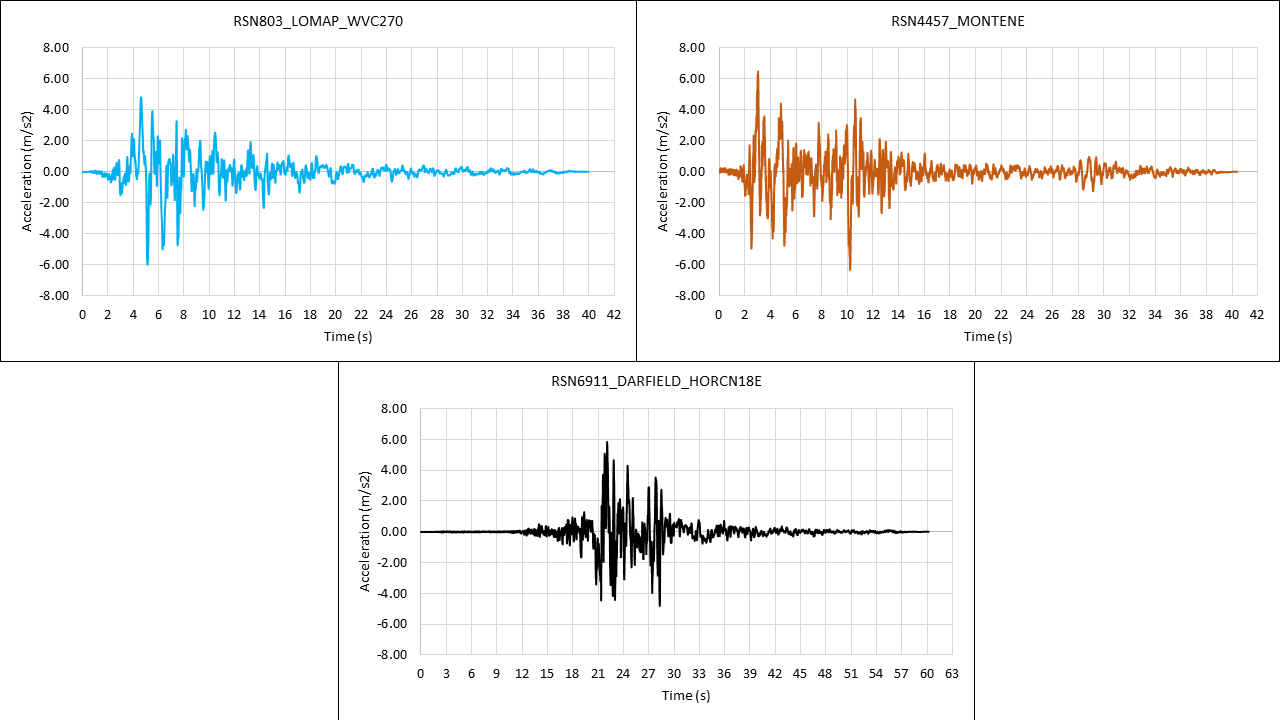 RSN803_LOMAP_WVC270
8.00
6.00
4.00
2.00
0.00
-2.00
-4.00
-6.00
-8.00
Acceleration (m/s2)
0 2 4 6 8 10 12 14 16 18 20 22 24 26 28 30 32 34 36 38 40 42
Time (s)
RSN4457_MONTENE
8.00
6.00
4.00
2.00
0.00
-2.00
-4.00
-6.00
-8.00
Acceleration (m/s2)
0 2 4 6 8 10 12 14 16 18 20 22 24 26 28 30 32 34 36 38 40 42
Time (s)
RSN6911_DARFIELD_HORCN18E
8.00
6.00
4.00
2.00
0.00
-2.00
-4.00
-6.00
-8.00
Acceleration (m/s2)
0 3 6 9 12 15 18 21 24 27 30 33 36 39 42 45 48 51 54 57 60 63
Time (s)